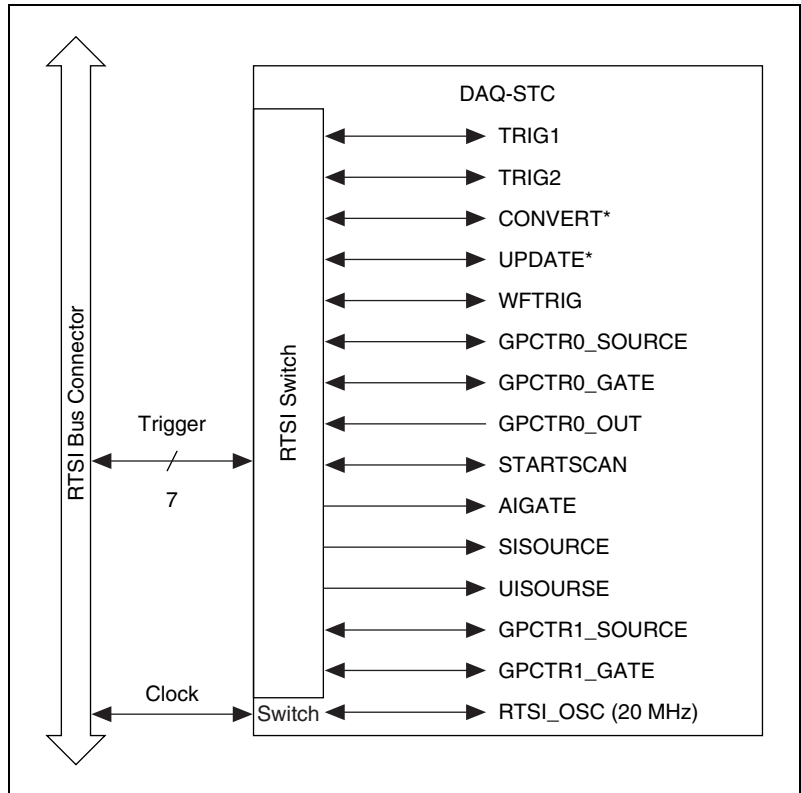 DAQ-STC
TRIG1
TRIG2
CONVERT*
UPDATE*
WFTRIG
GPCTR0_SOURCE
GPCTR0_GATE
GPCTR0_OUT
STARTSCAN
AIGATE
SISOURCE
UISOURSE
GPCTR1_SOURCE
GPCTR1_GATE
RTSI_OSC (20 MHz)
RTSI Bus Connector
Trigger
7
Clock
RTSI Switch
Switch